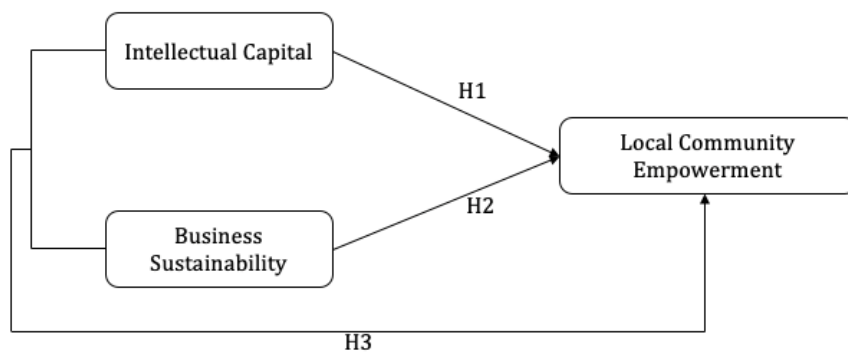 Intellectual Capital
H1
Local Community
Empowerment
H2
Business
Sustainability
H3